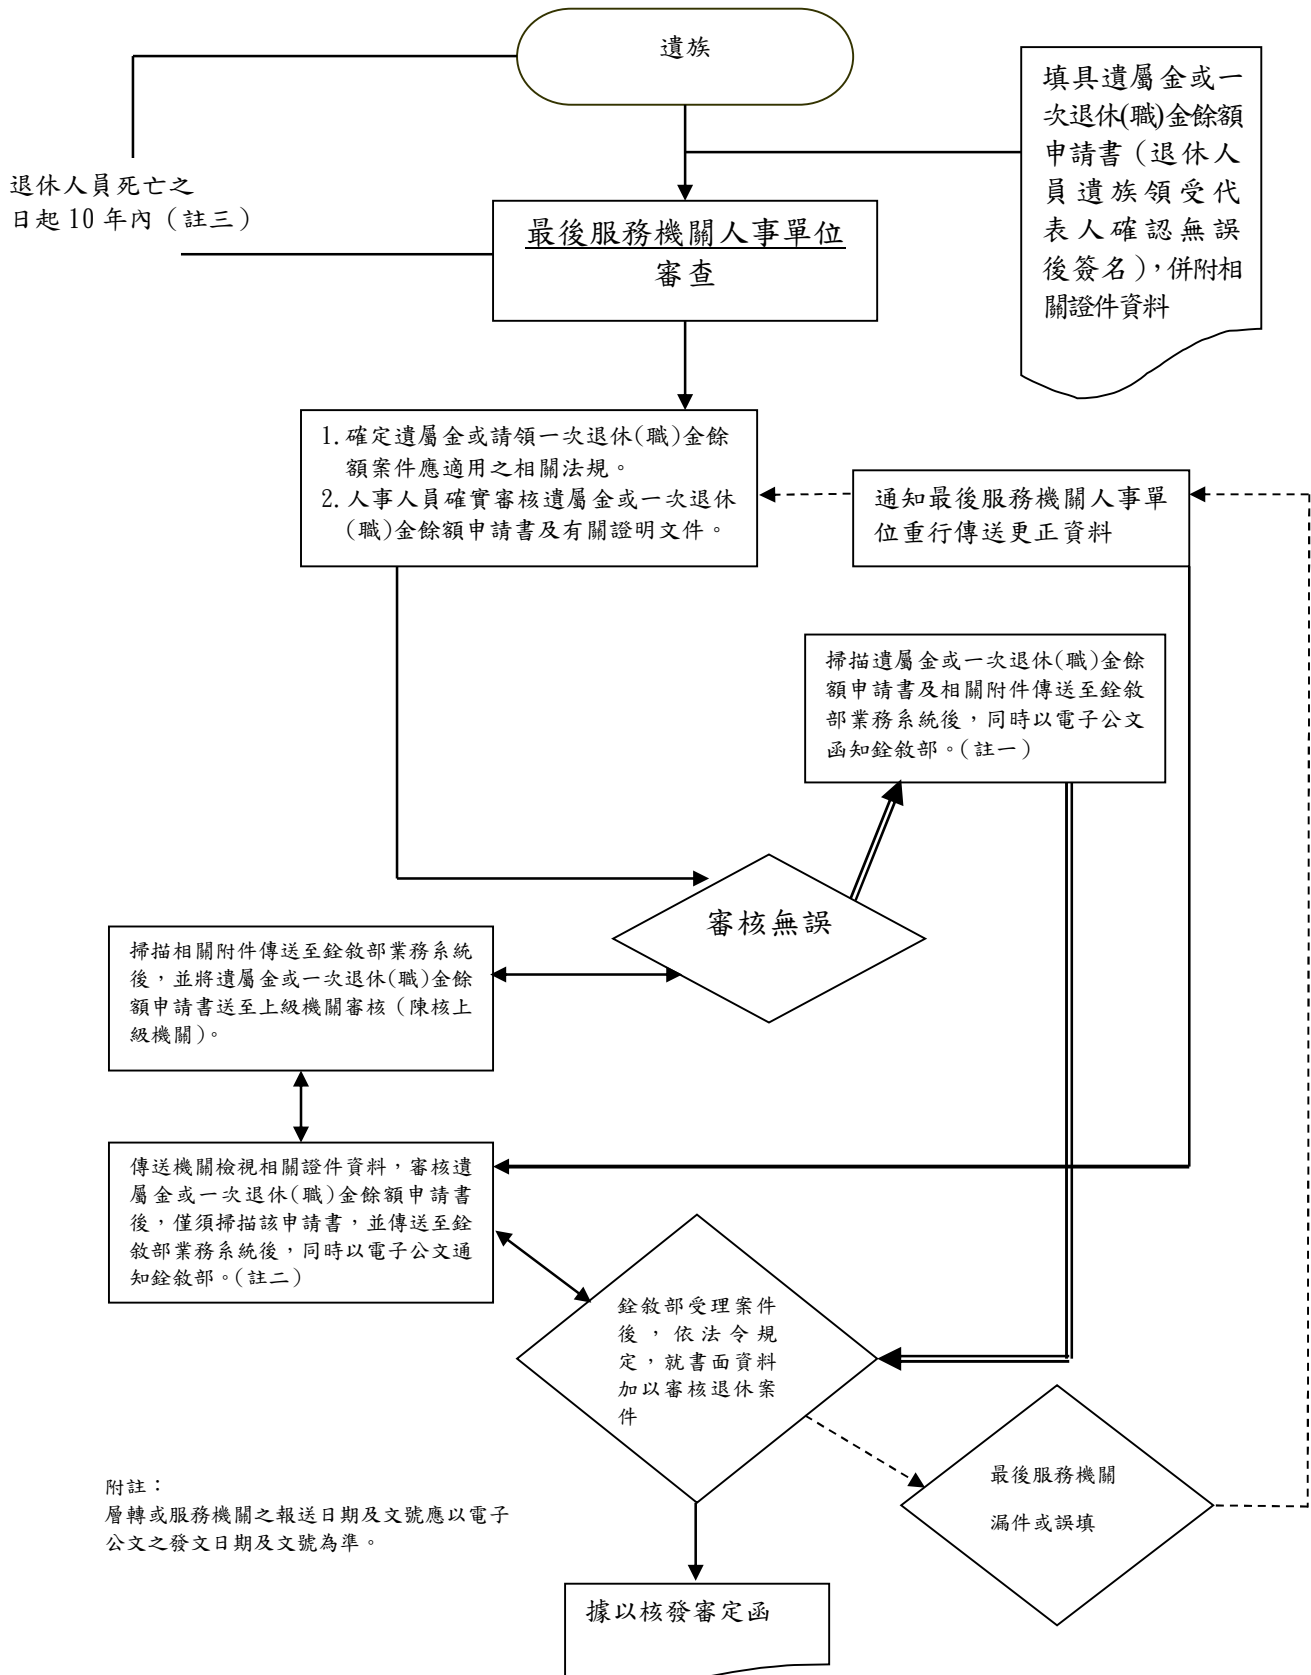 遺族
填具遺屬金或一
次退休(職)金餘額
申請書（退休人
員遺族領受代
表人確認無誤
後簽名），併附相
關證件資料
退休人員死亡之
日起10年內（註三）
最後服務機關人事單位
審查
1.確定遺屬金或請領一次退休(職)金餘
額案件應適用之相關法規。
2.人事人員確實審核遺屬金或一次退休
(職)金餘額申請書及有關證明文件。
通知最後服務機關人事單
位重行傳送更正資料
掃描遺屬金或一次退休(職)金餘
額申請書及相關附件傳送至銓敘
部業務系統後，同時以電子公文
函知銓敘部。(註一)
審核無誤
掃描相關附件傳送至銓敘部業務系統
後，並將遺屬金或一次退休(職)金餘
額申請書送至上級機關審核（陳核上
級機關）。
傳送機關檢視相關證件資料，審核遺
屬金或一次退休(職)金餘額申請書
後，僅須掃描該申請書，並傳送至銓
敘部業務系統後，同時以電子公文通
知銓敘部。(註二)
銓敘部受理案件
後，依法令規
定，就書面資料
加以審核退休案
件
最後服務機關
漏件或誤填
附註：
層轉或服務機關之報送日期及文號應以電子
公文之發文日期及文號為準。
據以核發審定函